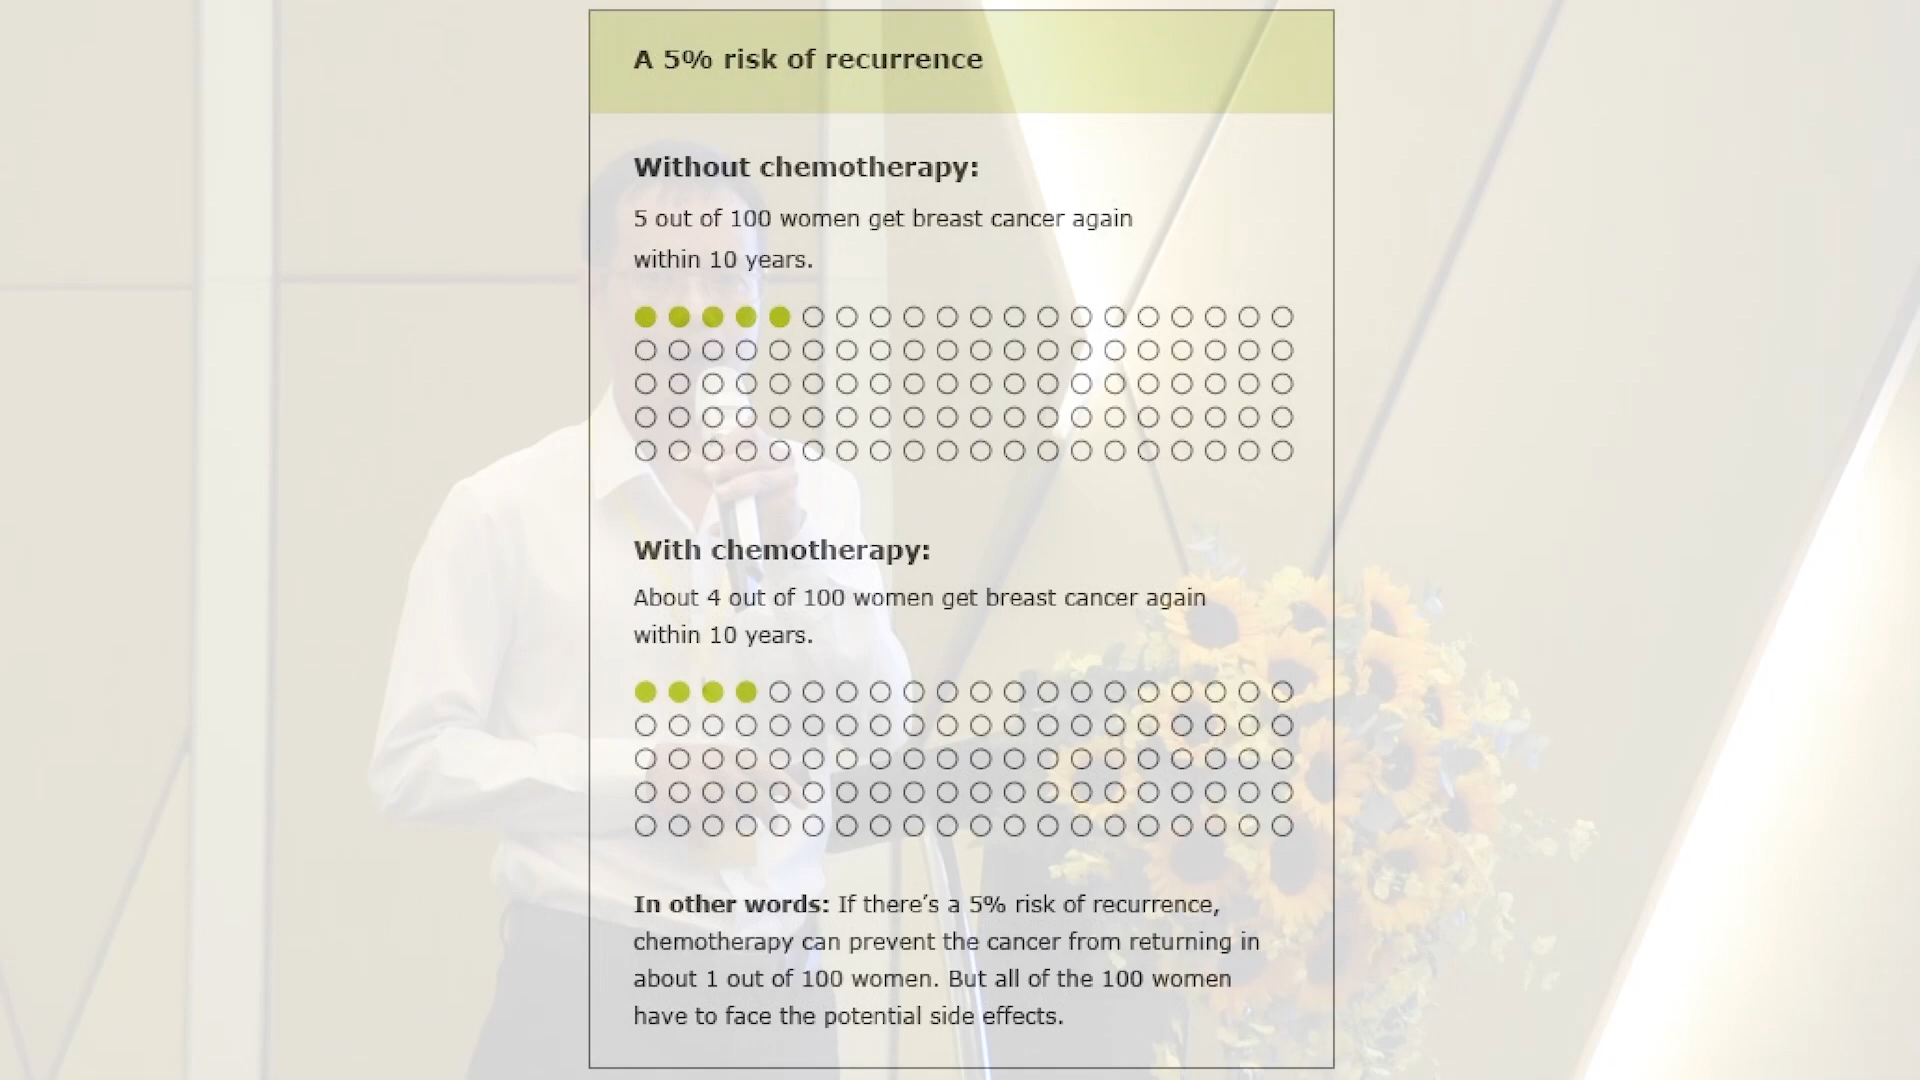 A 5% risk of recurrence
Without chemotherapy:
5 out of 100 women get breast cancer again
within 10 years.
With chemotherapy:
About 4 out of 100 women get breast cancer again
within 10 years.
In other words: If there’s a 5% risk of recurrence,
chemotherapy can prevent the cancer from returning in
about 1 out of 100 women. But all of the 100 women
have to face the potential side effects.